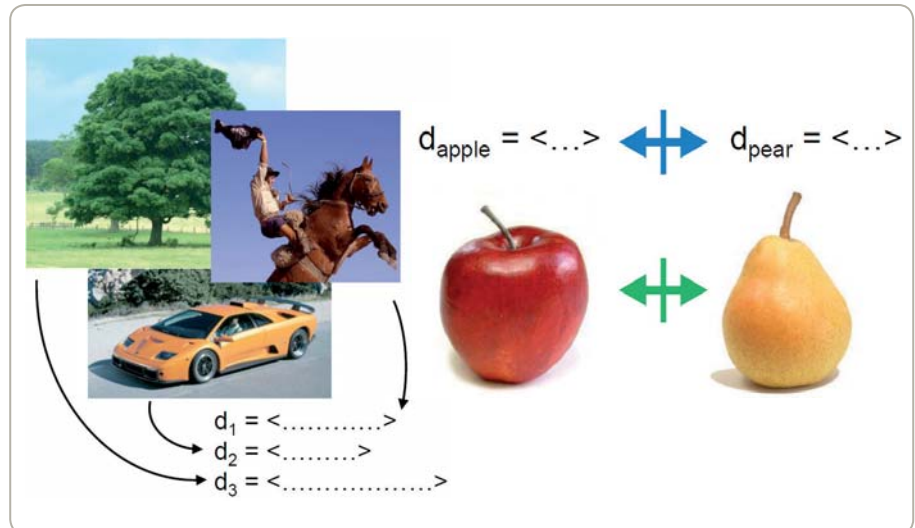 d_apple = <...>
d_pear = <...>
d_1 = <............>
d_2 = <.........>
d_3 = <..................>